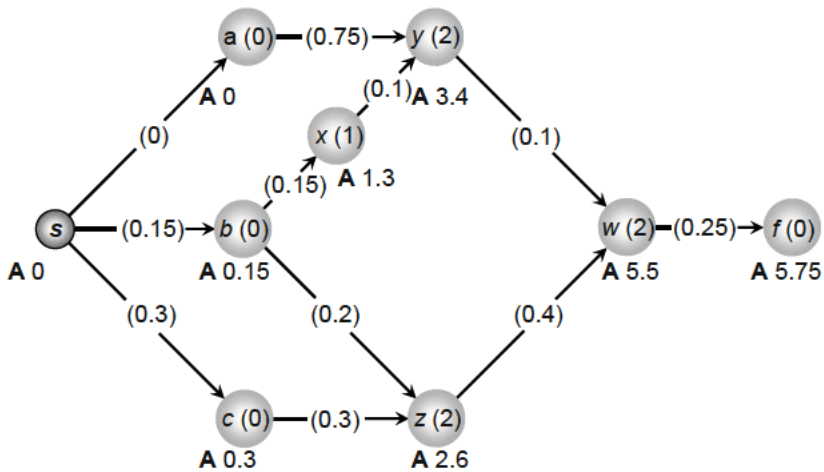 a (0) (0.75) y (2)
A 0 (0.1) A 3.4
(0) x (1) (0.1)
(0.15) A 1.3
s (0.15) b (0) w (2) (0.25) f (0)
A 0 A 0.15 A 5.5 A 5.75
(0.3) (0.2) (0.4)
c (0) (0.3) z (2)
A 0.3 A 2.6